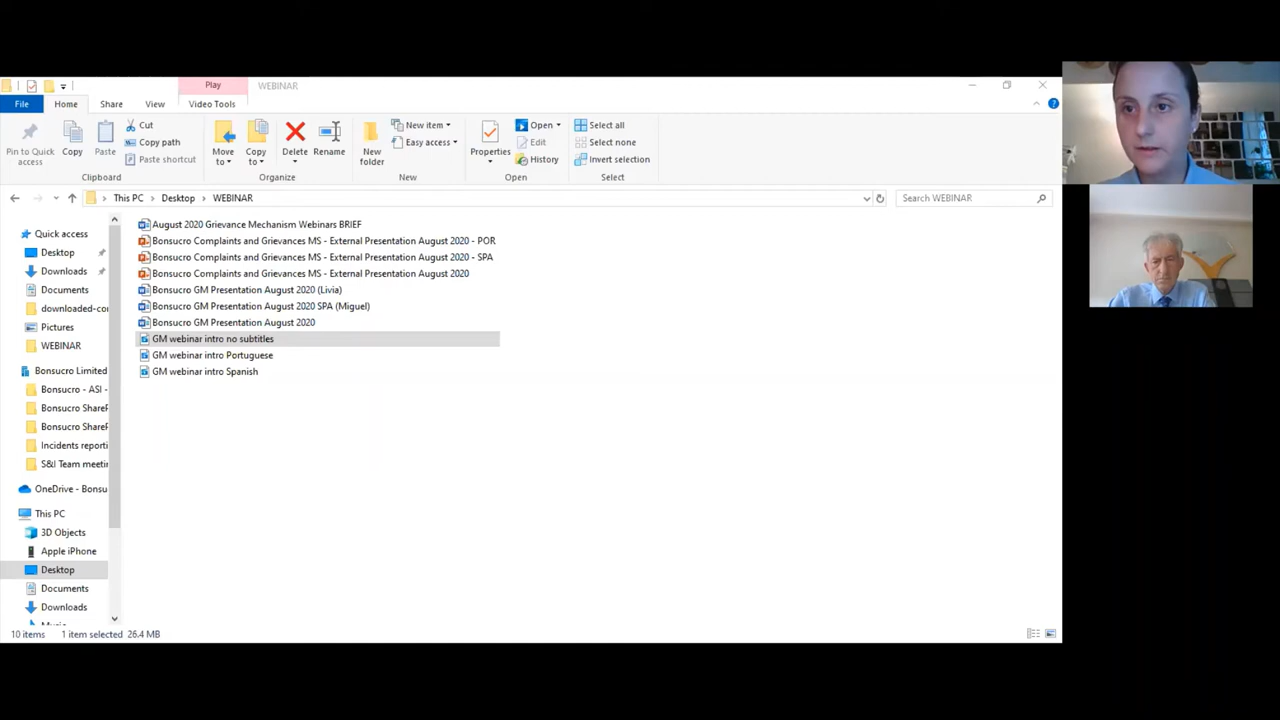 Play
WEBINAR
File
Home
Share
View
Video Tools
Pin to Quick
access
Copy
Paste
Cut
Copy path
Paste shortcut
Clipboard
Move
to
Copy
to
Delete
Rename
Organize
New
folder
New item
Easy access
New
Properties
Open
Edit
History
Open
Select all
Select none
Invert selection
Select
This PC
Desktop
WEBINAR
Search WEBINAR
Quick access
Desktop
Downloads
Documents
downloaded-cor
Pictures
WEBINAR
Bonsucro Limited
Bonsucro - ASI -
Bonsucro ShareP
Bonsucro ShareP
Incidents reporti
S&I Team meetin
OneDrive - Bonsu
This PC
3D Objects
Apple iPhone
Desktop
Documents
Downloads
August 2020 Grievance Mechanism Webinars BRIEF
Bonsucro Complaints and Grievances MS - External Presentation August 2020 - POR
Bonsucro Complaints and Grievances MS - External Presentation August 2020 - SPA
Bonsucro Complaints and Grievances MS - External Presentation August 2020
Bonsucro GM Presentation August 2020 (Livia)
Bonsucro GM Presentation August 2020 SPA (Miguel)
Bonsucro GM Presentation August 2020
GM webinar intro no subtitles
GM webinar intro Portuguese
GM webinar intro Spanish
10 items
1 item selected 26.4 MB